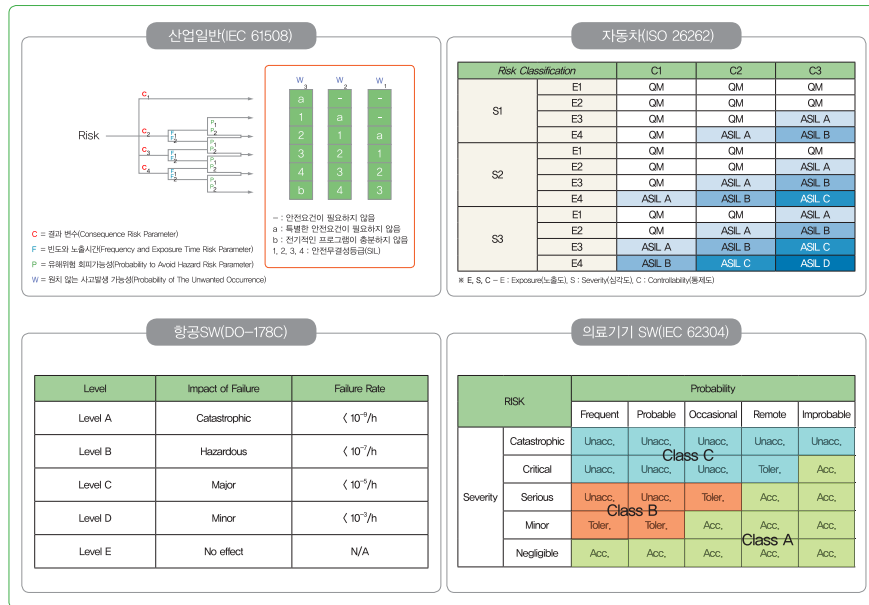 산업일반(IEC 61508)
W3 W2 W1
C1
a - -
P1
1 a -
Risk C2 F1 F2 P2 2 1 a
P1
C3 F1 F2 P2 3 2 1
P1
C4 F1 F2 P2 4 3 2
P1
P2 b 4 3
- : 안전요건이 필요하지 않음
a : 특별한 안전요건이 필요하지 않음
b : 전기적인 프로그램이 충분하지 않음
1, 2, 3, 4 : 안전무결성등급(SIL)
C = 결과 변수(Consequence Risk Parameter)
F = 빈도와 노출시간(Frequency and Exposure Time Risk Parameter)
P = 유해위험 회피가능성(Probability to Avoid Hazard Risk Parameter)
W = 원치 않는 사고발생 가능성(Probability of The Unwanted Occurrence)
자동차(ISO 26262)
Risk Classification C1 C2 C3
S1 E1 QM QM QM
E2 QM QM QM
E3 QM QM ASIL A
E4 QM ASIL A ASIL B
S2 E1 QM QM QM
E2 QM QM ASIL A
E3 QM ASIL A ASIL B
E4 ASIL A ASIL B ASIL C
S3 E1 QM QM ASIL A
E2 QM ASIL A ASIL B
E3 ASIL A ASIL B ASIL C
E4 ASIL B ASIL C ASIL D
※ E, S, C - E : Exposure(노출도), S : Severity(심각도), C : Controllability(통제도)
항공SW(DO-178C)
Level Impact of Failure Failure Rate
Level A Catastrophic 〈 10⁻⁹/h
Level B Hazardous 〈 10⁻⁷/h
Level C Major 〈 10⁻⁵/h
Level D Minor 〈 10⁻³/h
Level E No effect N/A
의료기기 SW(IEC 62304)
RISK Probability
Frequent Probable Occasional Remote Improbable
Severity Catastrophic Unacc. Unacc. Unacc. Unacc. Unacc.
Class C
Critical Unacc. Unacc. Unacc. Toler. Acc.
Serious Unacc. Unacc. Toler. Acc. Acc.
Class B
Minor Toler. Toler. Acc. Acc. Acc.
Class A
Negligible Acc. Acc. Acc. Acc. Acc.